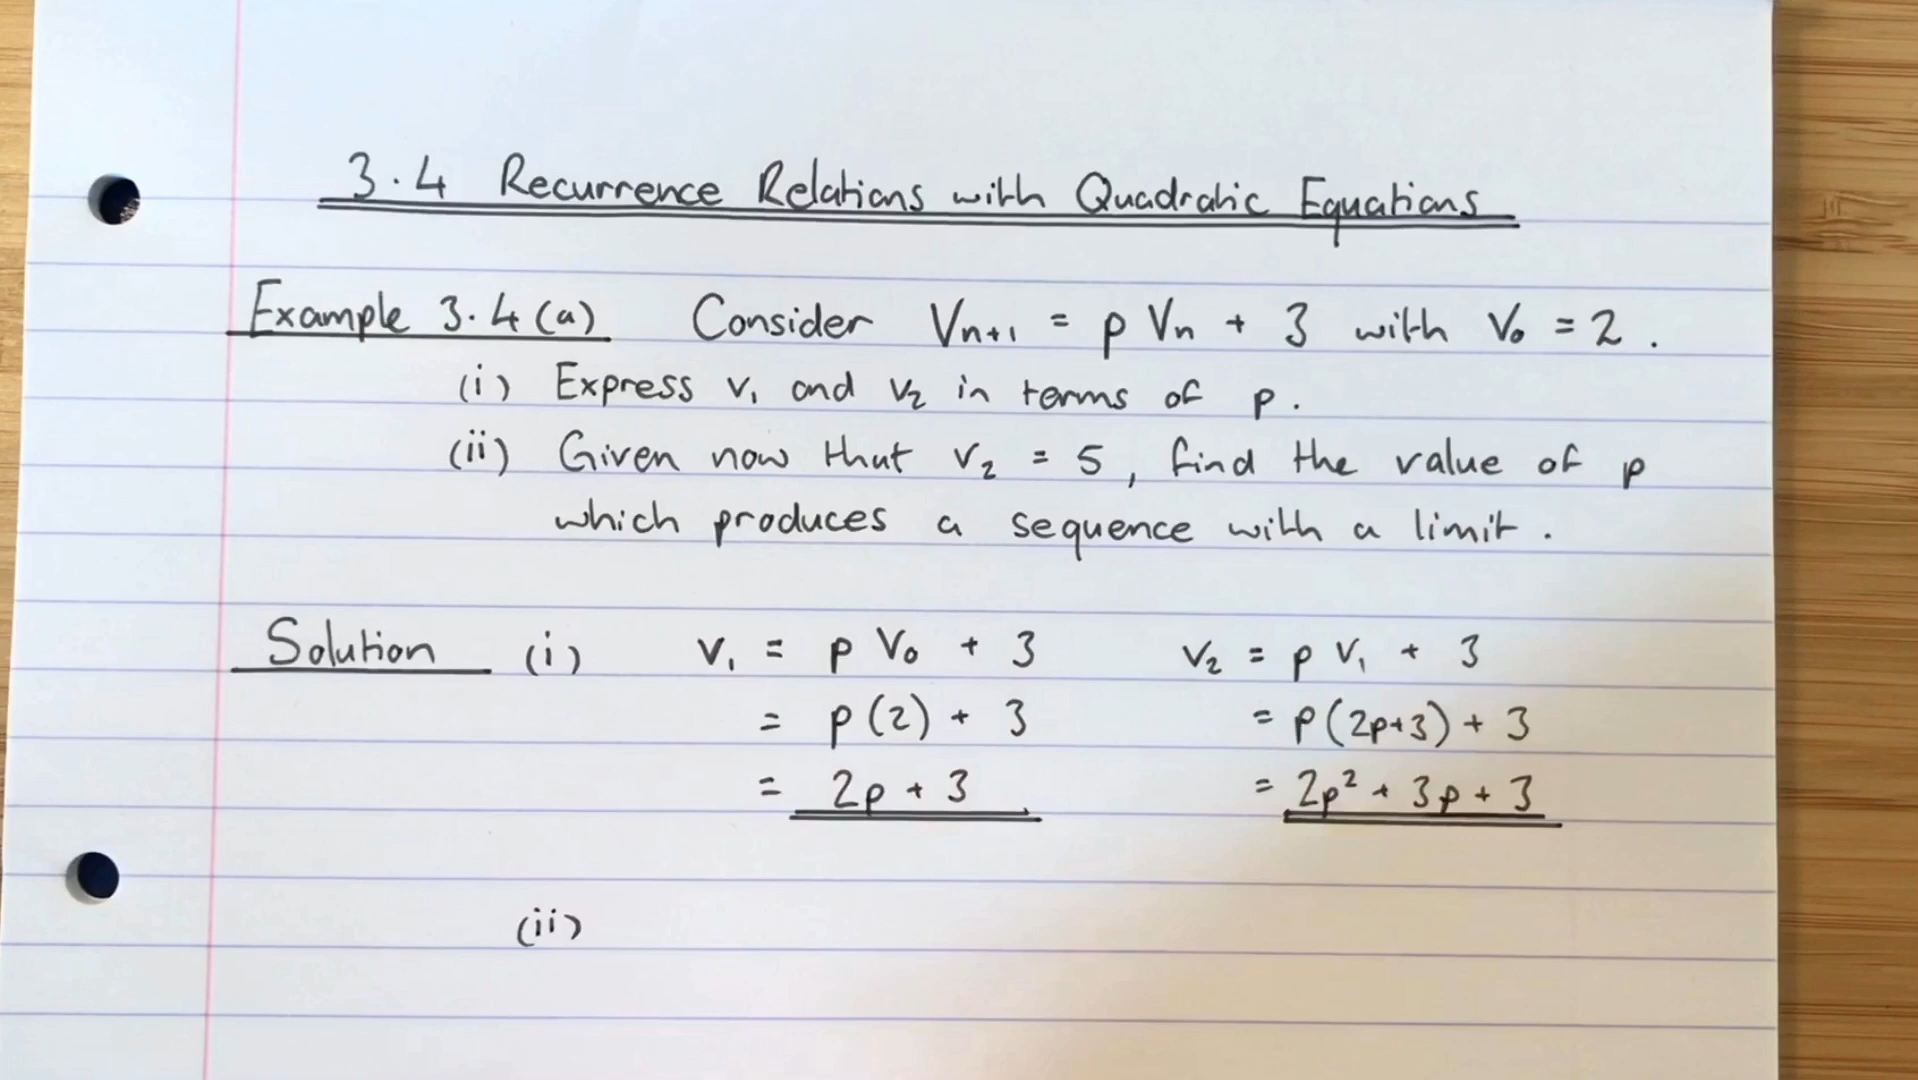 3.4 Recurrence Relations with Quadratic Equations
Example 3.4(a) Consider Vₙ₊₁ = p Vₙ + 3 with V₀ = 2.
(i) Express V₁ and V₂ in terms of p.
(ii) Given now that V₂ = 5, find the value of p
which produces a sequence with a limit.
Solution (i) V₁ = p V₀ + 3 V₂ = p V₁ + 3
= p(2) + 3 = p(2p+3) + 3
= 2p + 3 = 2p² + 3p + 3
(ii)